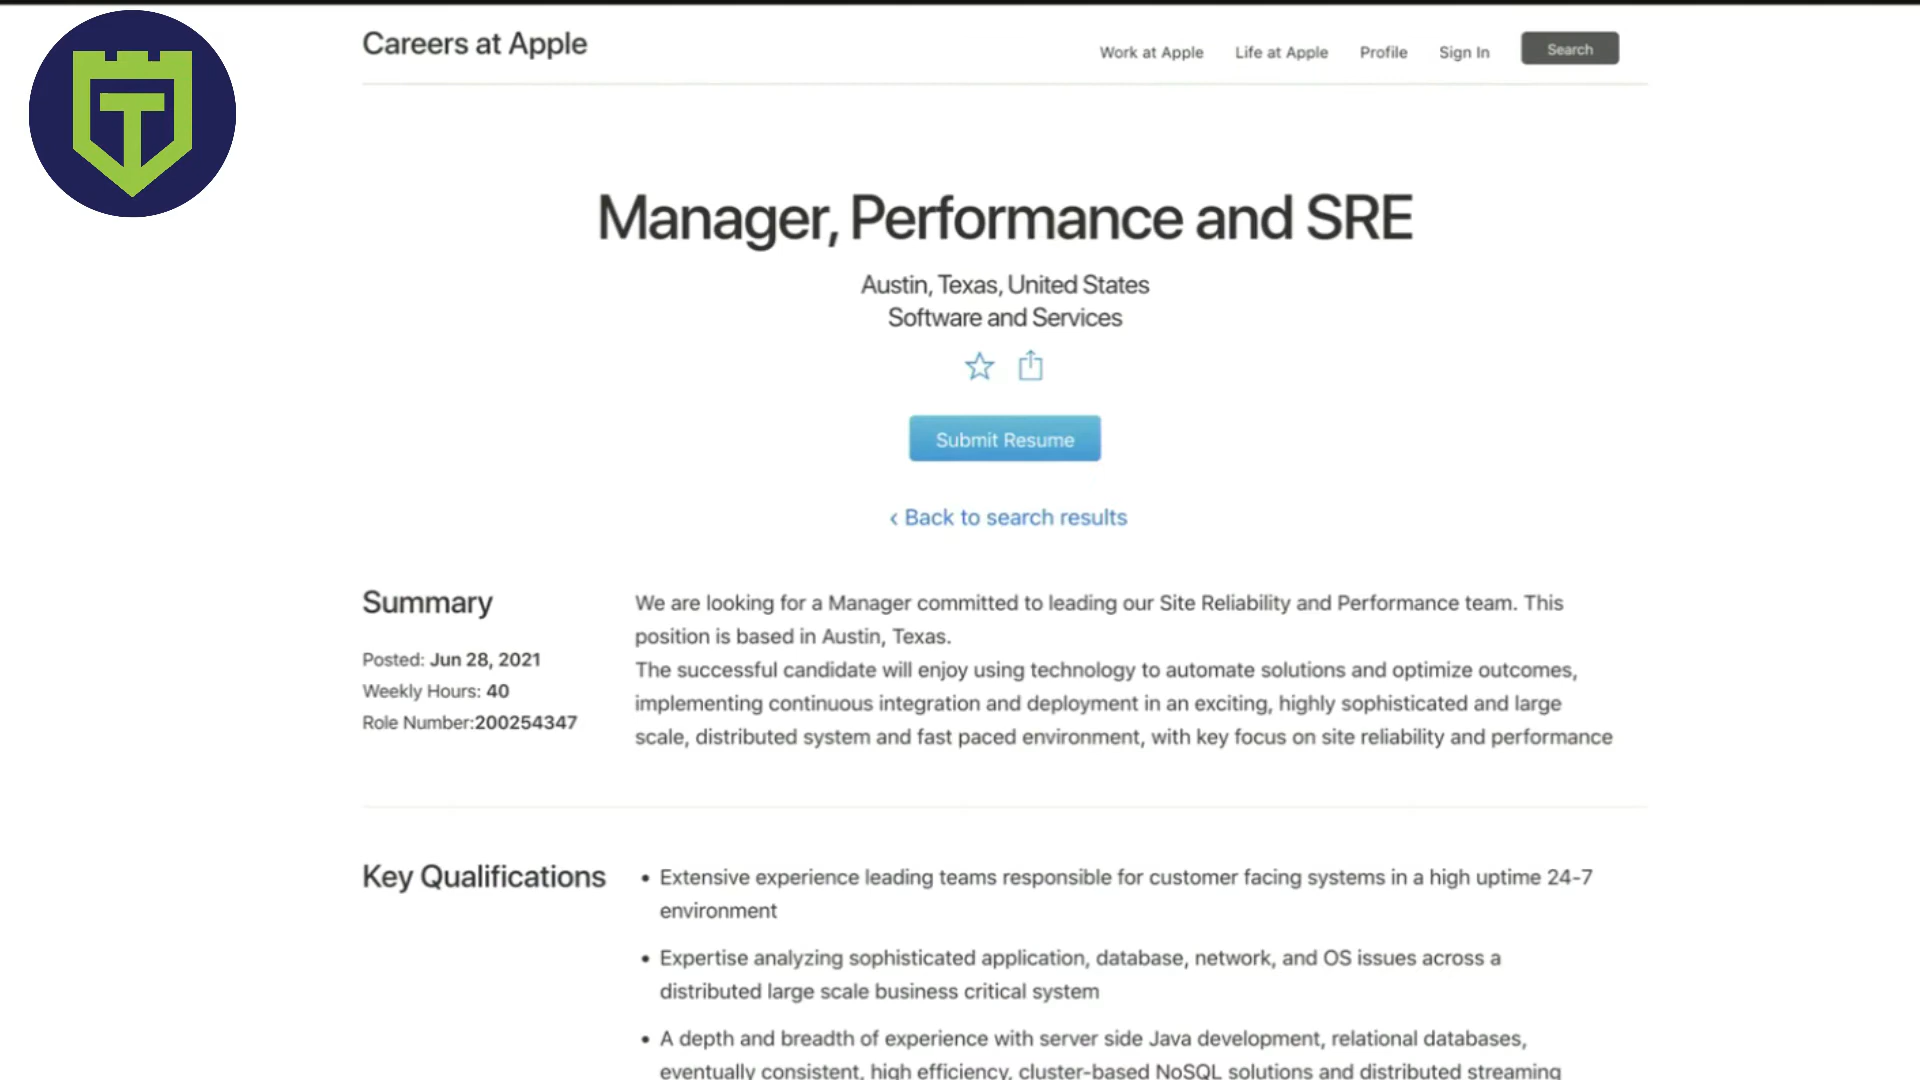 Careers at Apple
Work at Apple Life at Apple Profile Sign In Search
T
Manager, Performance and SRE
Austin, Texas, United States
Software and Services
Submit Resume
‹ Back to search results
Summary
Posted: Jun 28, 2021
Weekly Hours: 40
Role Number:200254347
We are looking for a Manager committed to leading our Site Reliability and Performance team. This
position is based in Austin, Texas.
The successful candidate will enjoy using technology to automate solutions and optimize outcomes,
implementing continuous integration and deployment in an exciting, highly sophisticated and large
scale, distributed system and fast paced environment, with key focus on site reliability and performance
Key Qualifications
• Extensive experience leading teams responsible for customer facing systems in a high uptime 24-7
environment
• Expertise analyzing sophisticated application, database, network, and OS issues across a
distributed large scale business critical system
• A depth and breadth of experience with server side Java development, relational databases,
eventually consistent, high efficiency, cluster-based NoSQL solutions and distributed streaming